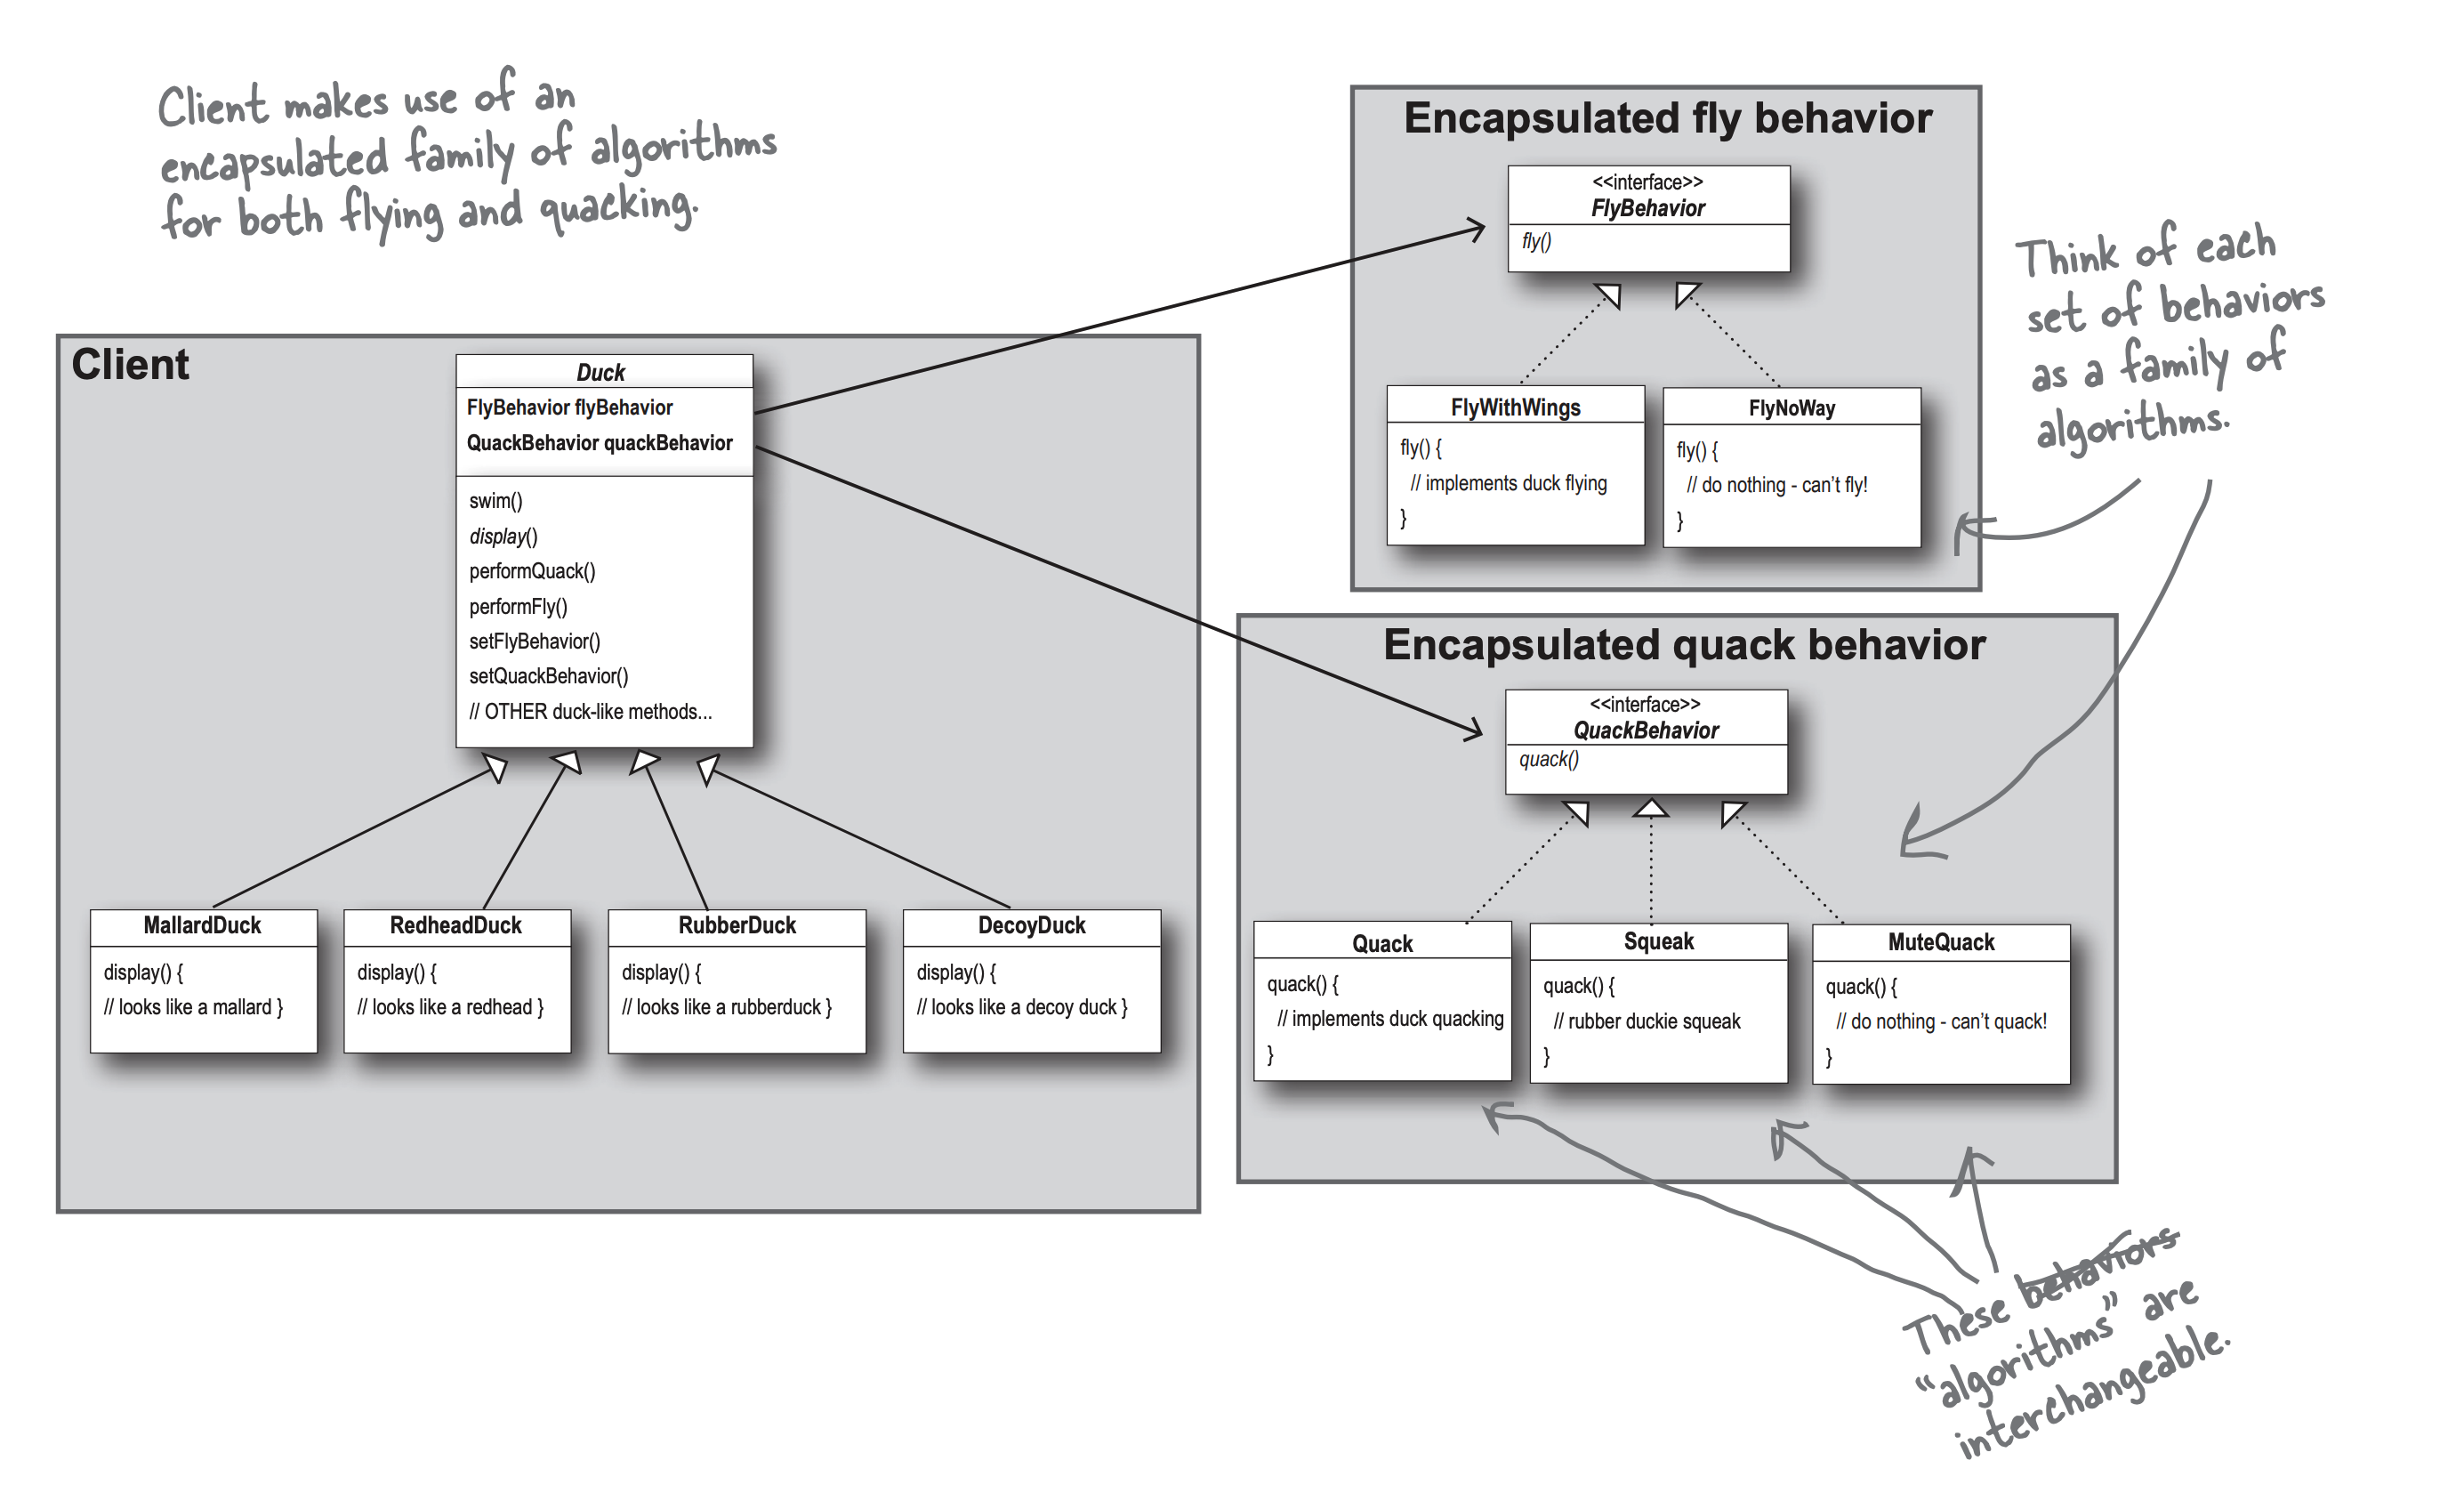 Client makes use of an
encapsulated family of algorithms
for both flying and quacking.
Encapsulated fly behavior
<<interface>>
FlyBehavior
fly()
FlyWithWings
fly() {
// implements duck flying
}
FlyNoWay
fly() {
// do nothing - can't fly!
}
Think of each
set of behaviors
as a family of
algorithms.
Client
Duck
FlyBehavior flyBehavior
QuackBehavior quackBehavior
swim()
display()
performQuack()
performFly()
setFlyBehavior()
setQuackBehavior()
// OTHER duck-like methods...
MallardDuck
display() {
// looks like a mallard }
RedheadDuck
display() {
// looks like a redhead }
RubberDuck
display() {
// looks like a rubberduck }
DecoyDuck
display() {
// looks like a decoy duck }
Encapsulated quack behavior
<<interface>>
QuackBehavior
quack()
Quack
quack() {
// implements duck quacking
}
Squeak
quack() {
// rubber duckie squeak
}
MuteQuack
quack() {
// do nothing - can't quack!
}
These behaviors
“algorithms” are
interchangeable.